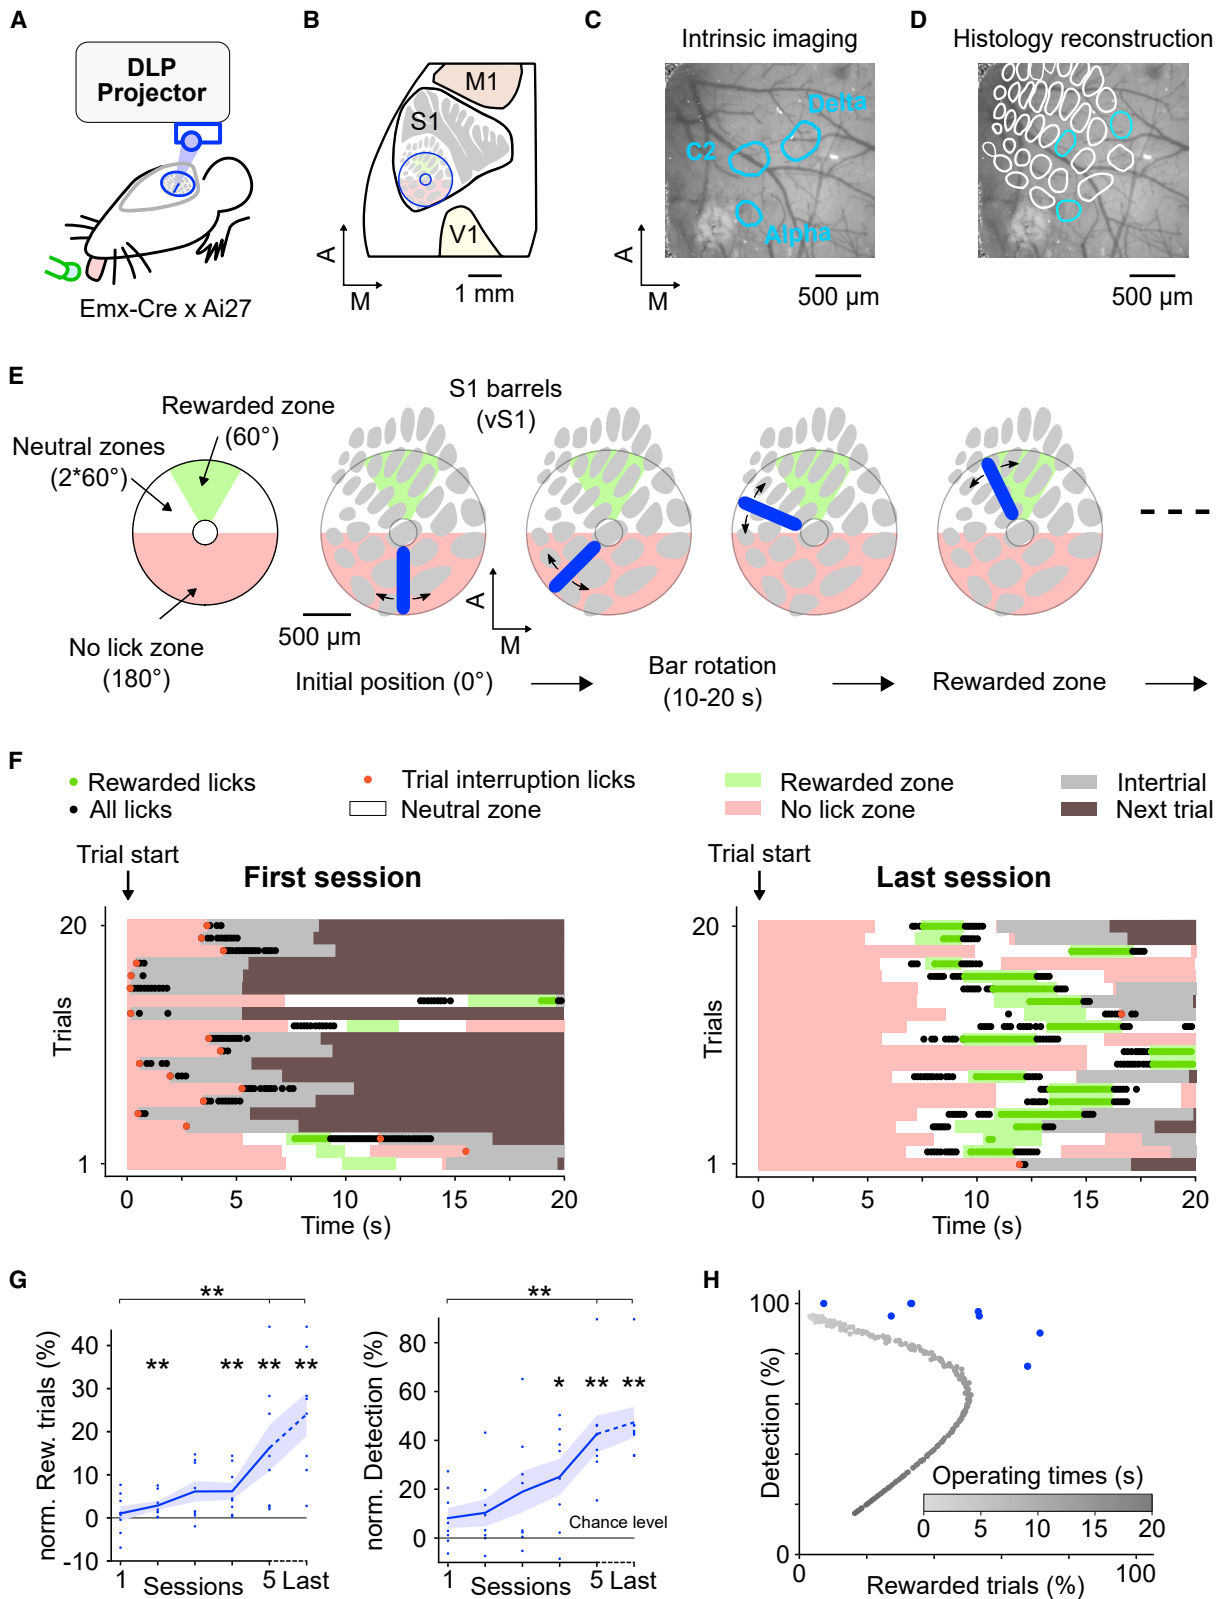 A
DLP
Projector
Emx-Cre x Ai27
B
M1
S1
V1
A
M
1 mm
C
Intrinsic imaging
Delta
C2
Alpha
A
M
500 µm
D
Histology reconstruction
500 µm
E
Rewarded zone
(60°)
Neutral zones
(2*60°)
No lick zone
(180°)
S1 barrels
(vS1)
500 µm
A
M
Initial position (0°)
Bar rotation
(10-20 s)
Rewarded zone
F
Rewarded licks
All licks
Trial interruption licks
Neutral zone
Rewarded zone
No lick zone
Intertrial
Next trial
Trial start
First session
20
Trials
1
0 5 10 15 20
Time (s)
Trial start
Last session
20
Trials
1
0 5 10 15 20
Time (s)
G
**
** ** ** **
norm. Rew. trials (%)
40
30
20
10
0
-10
1 Sessions 5 Last
**
* ** **
norm. Detection (%)
80
60
40
20
0
Chance level
1 Sessions 5 Last
H
Detection (%)
100
0
Operating times (s)
0 5 10 15 20
0 100
Rewarded trials (%)